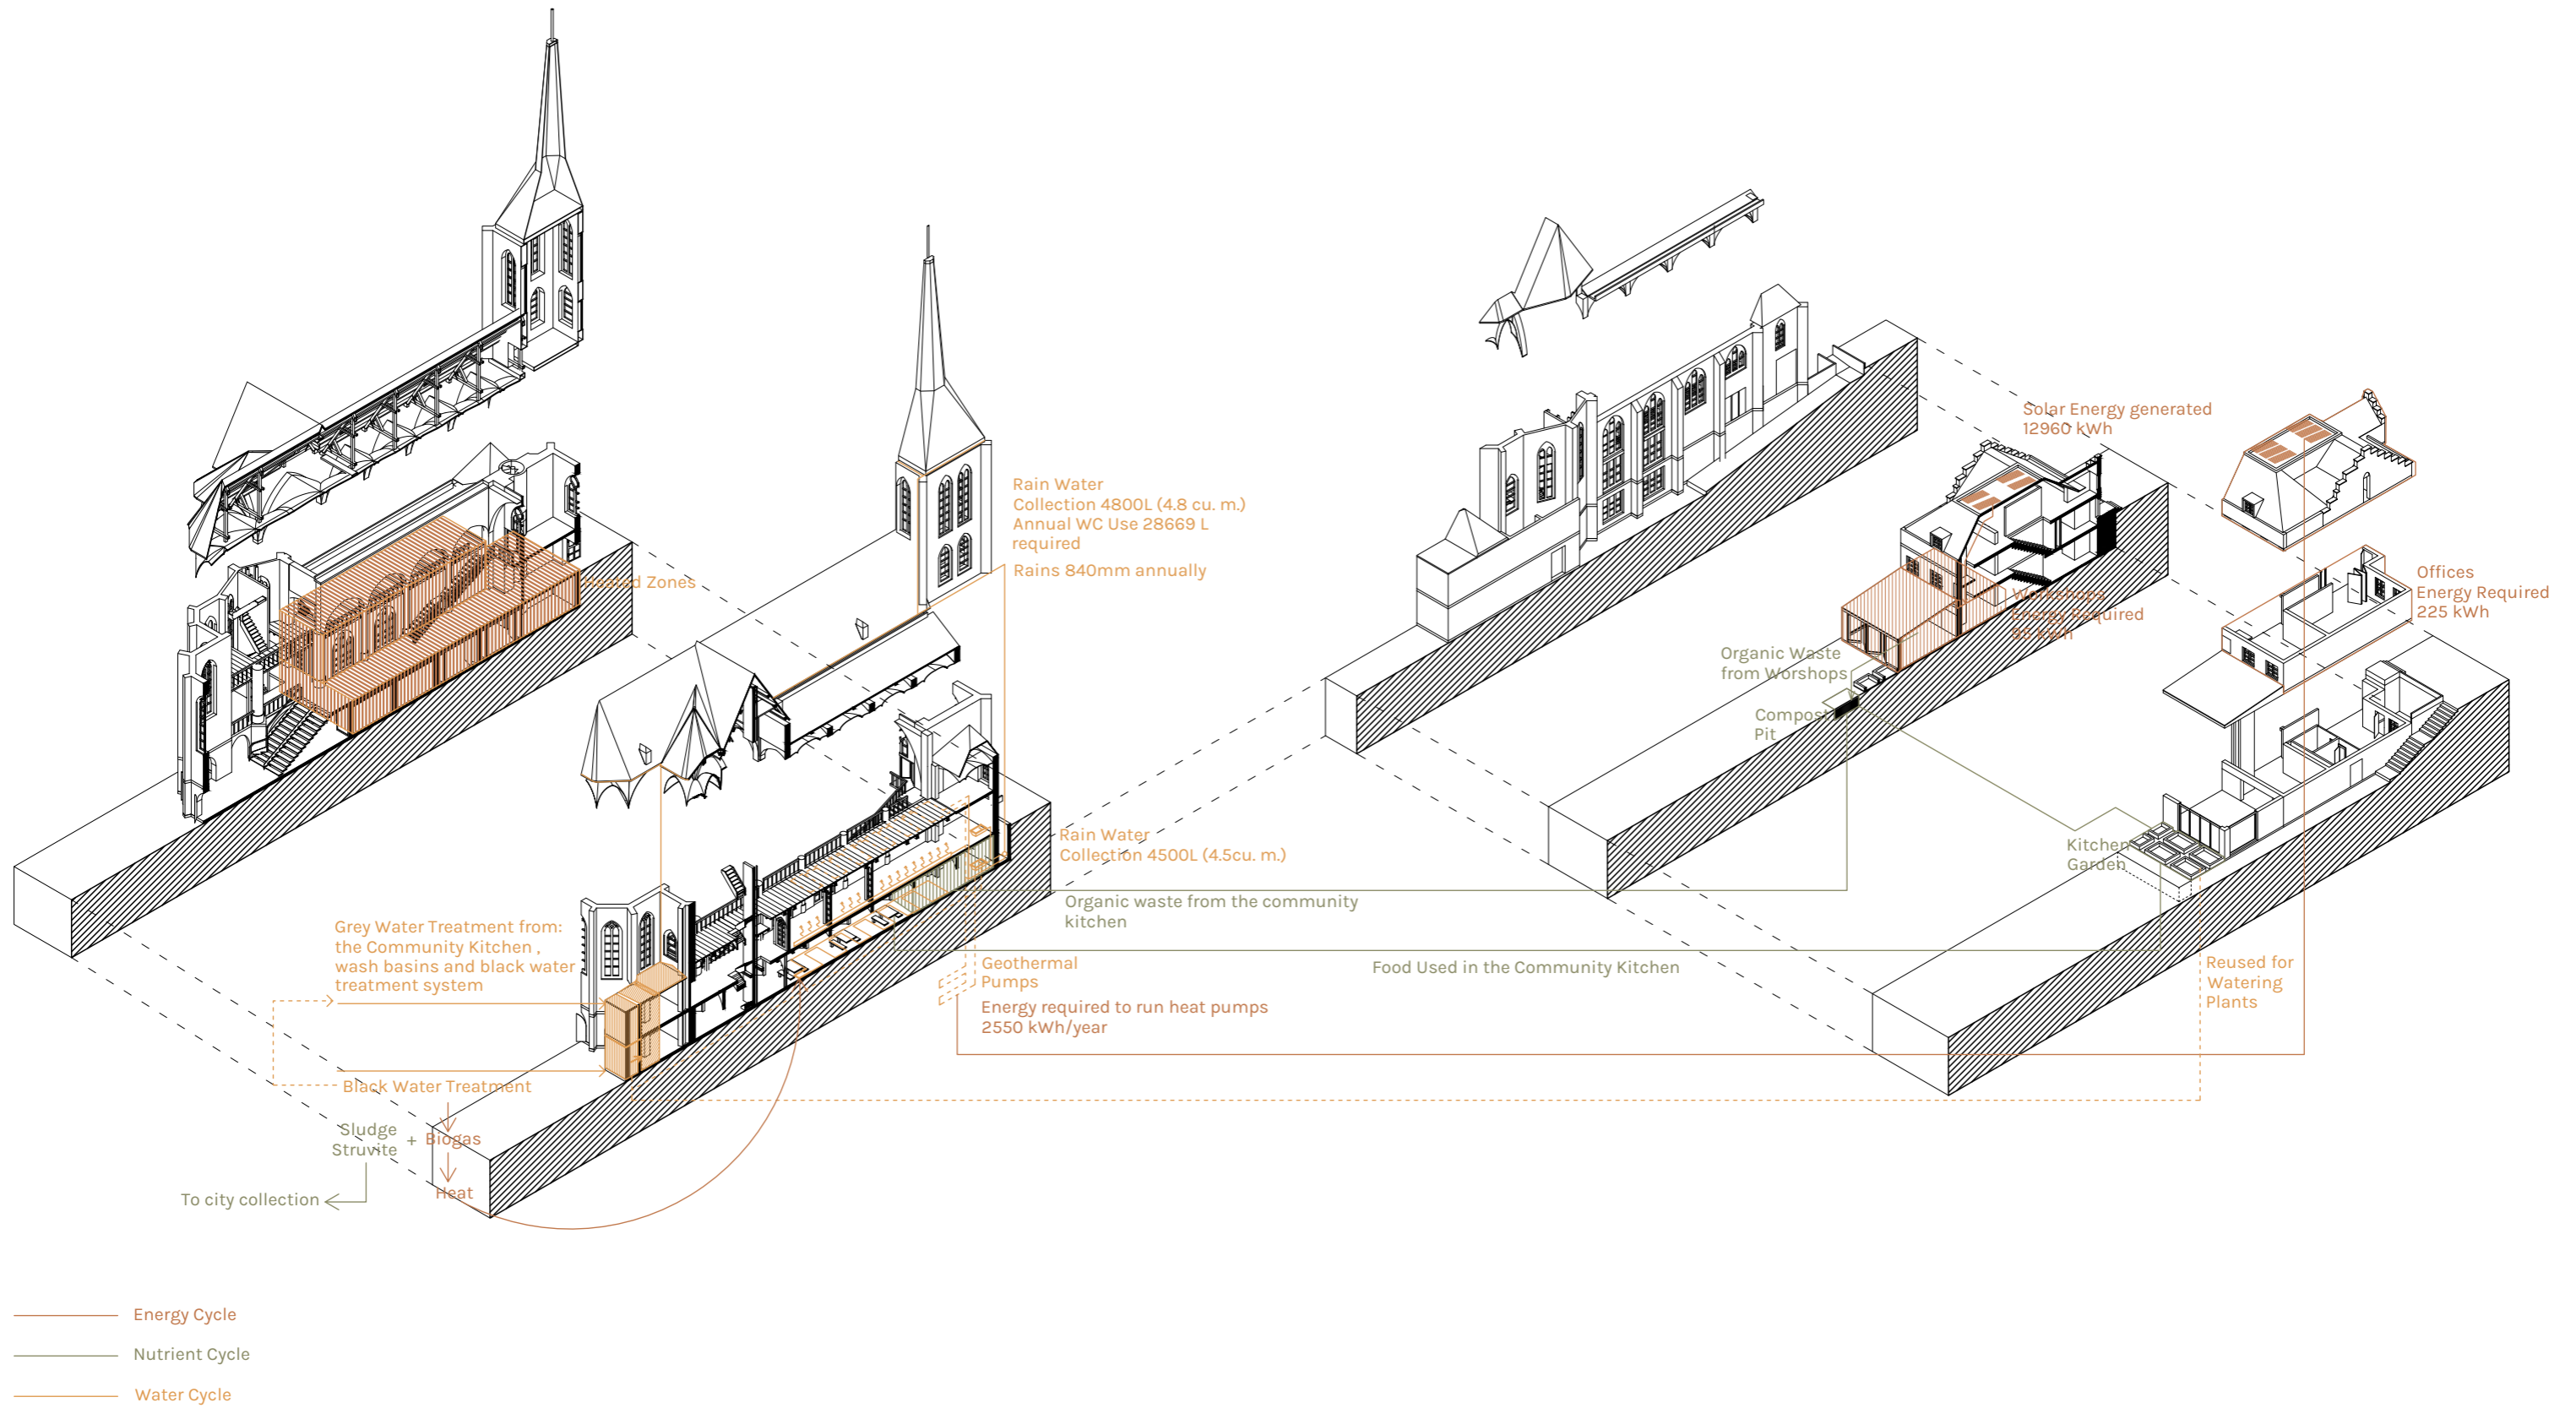 Rain Water
Collection 4800L (4.8 cu. m.)
Annual WC Use 28669 L
required
Rains 840mm annually
Zones
Solar Energy generated
12960 kWh
Offices
Energy Required
225 kWh
Workshops
Energy Required
kWh
Organic Waste
from Worshops
Compost
Pit
Kitchen
Garden
Rain Water
Collection 4500L (4.5cu. m.)
Organic waste from the community
kitchen
Food Used in the Community Kitchen
Reused for
Watering
Plants
Geothermal
Pumps
Energy required to run heat pumps
2550 kWh/year
Grey Water Treatment from:
the Community Kitchen ,
wash basins and black water
treatment system
Black Water Treatment
Sludge
Struvite
+
Biogas
Heat
To city collection
Energy Cycle
Nutrient Cycle
Water Cycle